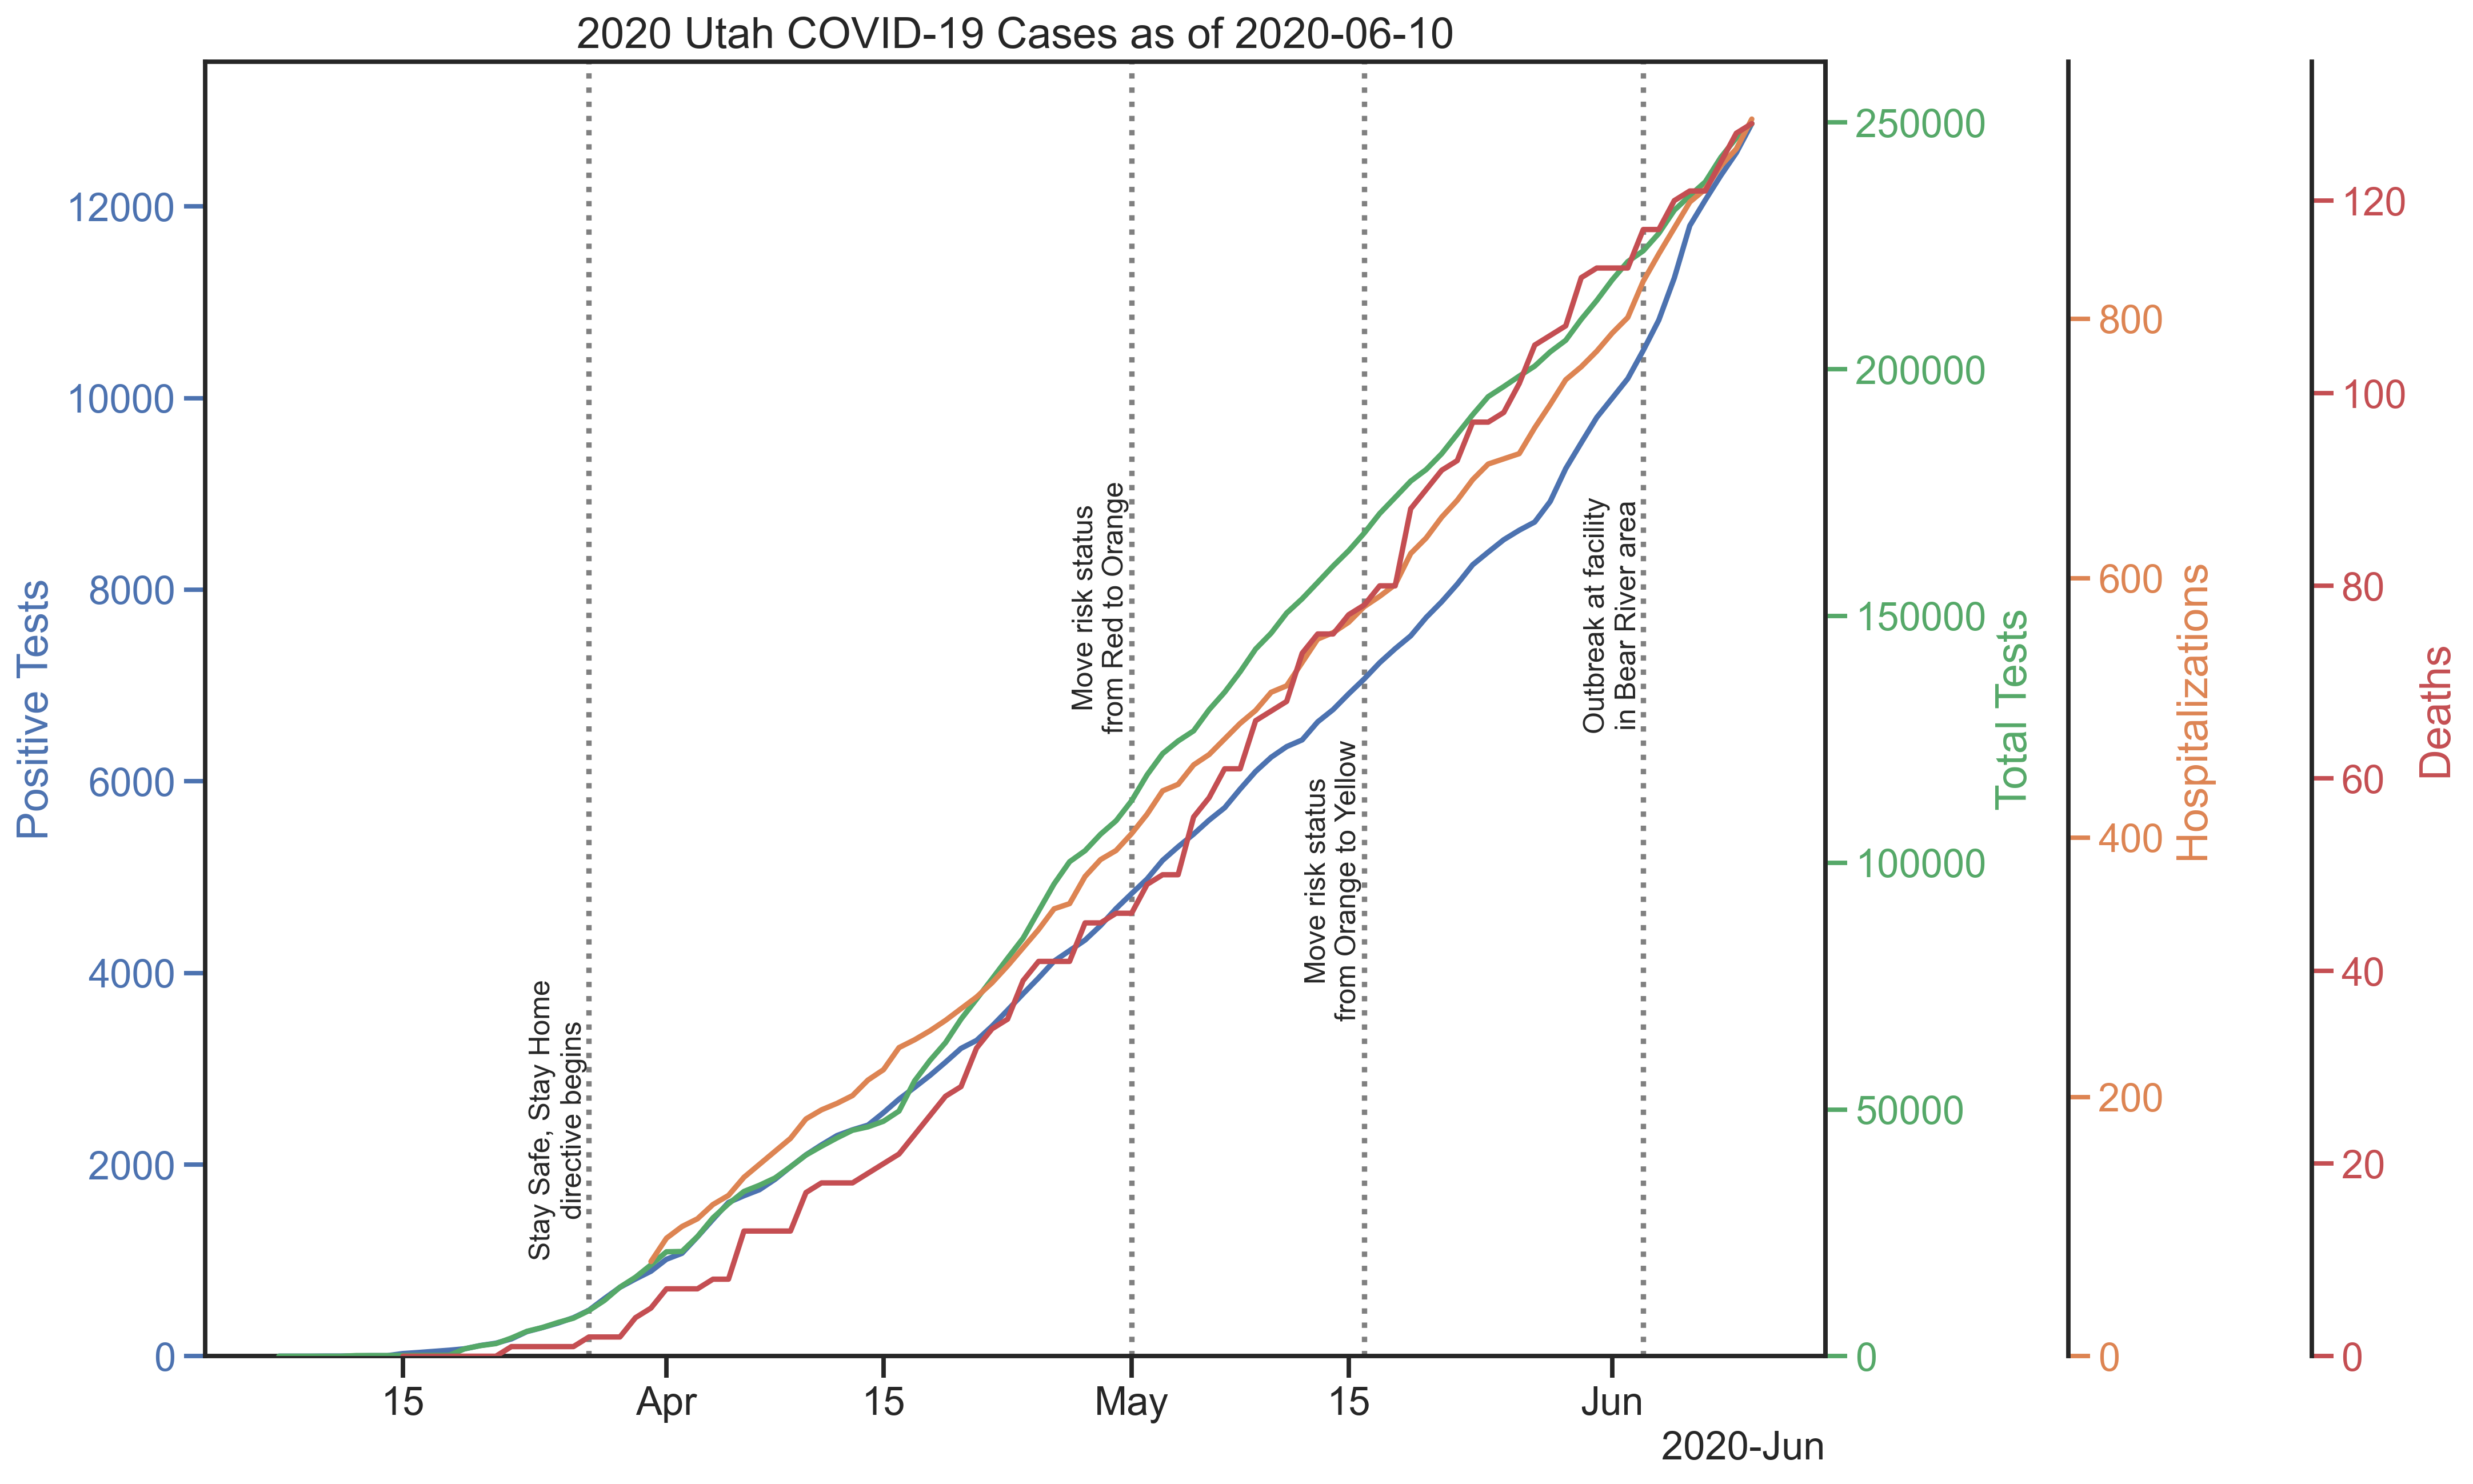 2020 Utah COVID-19 Cases as of 2020-06-10
Positive Tests
12000
10000
8000
6000
4000
2000
0
Stay Safe, Stay Home
directive begins
Move risk status
from Red to Orange
Move risk status
from Orange to Yellow
Outbreak at facility
in Bear River area
15
Apr
15
May
15
Jun
2020-Jun
250000
200000
150000
100000
50000
0
Total Tests
800
600
400
200
0
Hospitalizations
120
100
80
60
40
20
0
Deaths